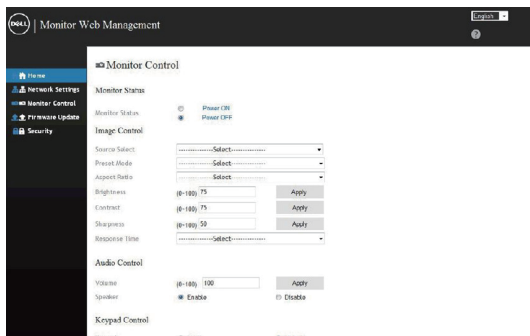 DELL
Monitor Web Management
English
Home
Network Settings
Monitor Control
Firmware Update
Security
Monitor Control
Monitor Status
Monitor Status
Power ON
Power OFF
Image Control
Source Select
---------------Select---------------
Preset Mode
---------------Select---------------
Aspect Ratio
---------------Select---------------
Brightness
(0~100) 75
Apply
Contrast
(0~100) 75
Apply
Sharpness
(0~100) 50
Apply
Response Time
---------------Select---------------
Audio Control
Volume
(0~100) 100
Apply
Speaker
Enable
Disable
Keypad Control